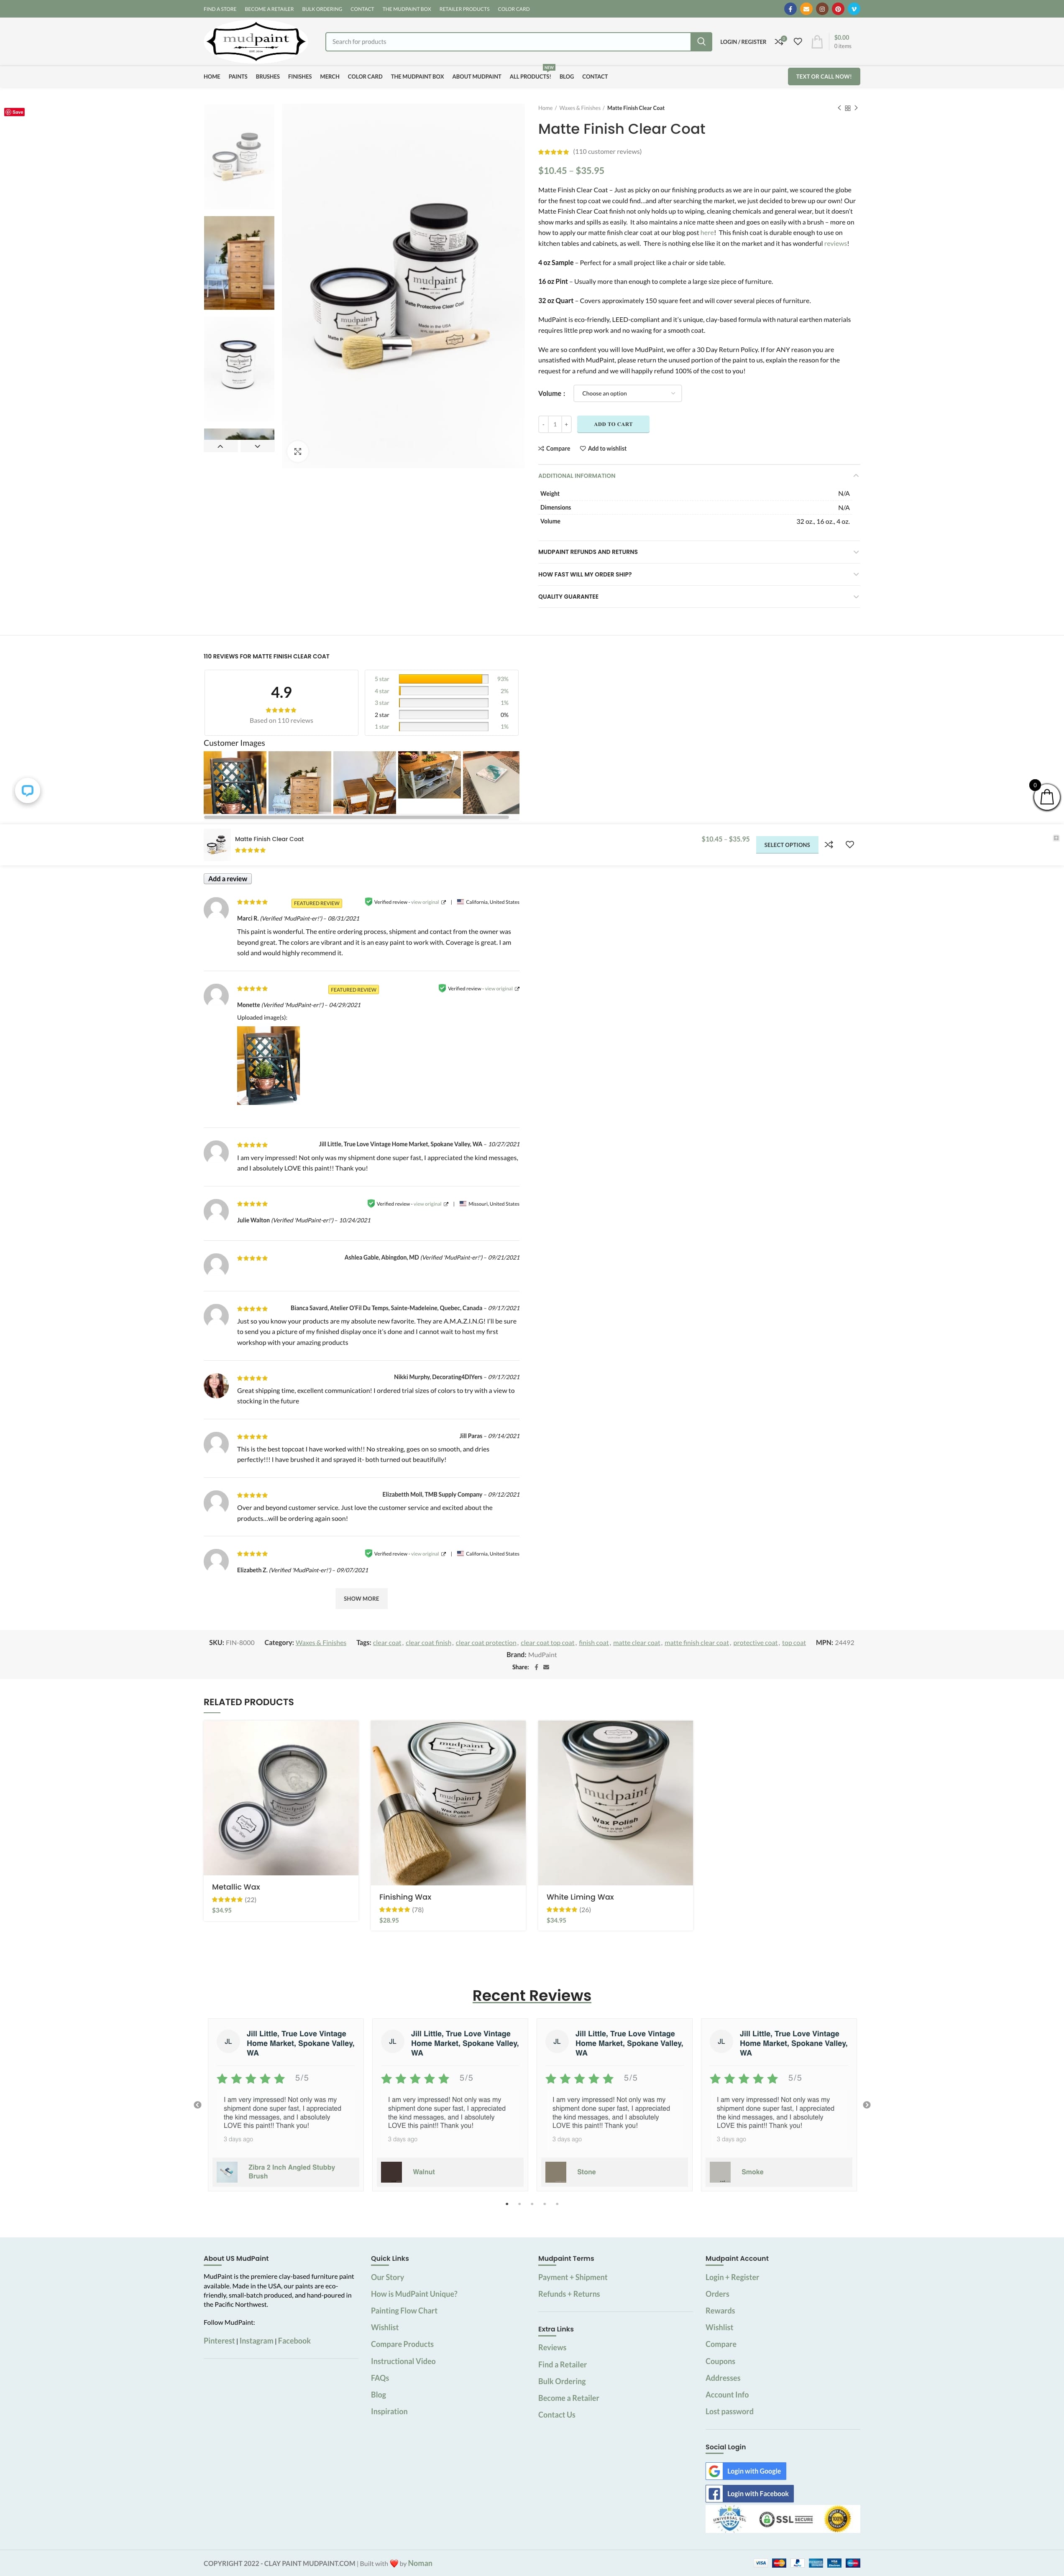 FIND A STORE BECOME A RETAILER BULK ORDERING CONTACT THE MUDPAINT BOX RETAILER PRODUCTS COLOR CARD
mudpaint
Search for products
LOGIN / REGISTER
0
$0.00
0 items
HOME PAINTS BRUSHES FINISHES MERCH COLOR CARD THE MUDPAINT BOX ABOUT MUDPAINT ALL PRODUCTS! BLOG CONTACT
NEW
TEXT OR CALL NOW!
Save
mudpaint
Matte Protective Clear Coat
Made in the USA
Home / Waxes & Finishes / Matte Finish Clear Coat
Matte Finish Clear Coat
(110 customer reviews)
$10.45 – $35.95
Matte Finish Clear Coat – Just as picky on our finishing products as we are in our paint, we scoured the globe
for the finest top coat we could find…and after searching the market, we just decided to brew up our own! Our
Matte Finish Clear Coat finish not only holds up to wiping, cleaning chemicals and general wear, but it doesn't
show marks and spills as easily. It also maintains a nice matte sheen and goes on easily with a brush – more on
how to apply our matte finish clear coat at our blog post here! This finish coat is durable enough to use on
kitchen tables and cabinets, as well. There is nothing else like it on the market and it has wonderful reviews!
4 oz Sample – Perfect for a small project like a chair or side table.
16 oz Pint – Usually more than enough to complete a large size piece of furniture.
32 oz Quart – Covers approximately 150 square feet and will cover several pieces of furniture.
MudPaint is eco-friendly, LEED-compliant and it's unique, clay-based formula with natural earthen materials
requires little prep work and no waxing for a smooth coat.
We are so confident you will love MudPaint, we offer a 30 Day Return Policy. If for ANY reason you are
unsatisfied with MudPaint, please return the unused portion of the paint to us, explain the reason for the
request for a refund and we will happily refund 100% of the cost to you!
Volume : Choose an option
- 1 + ADD TO CART
Compare Add to wishlist
ADDITIONAL INFORMATION
Weight N/A
Dimensions N/A
Volume 32 oz., 16 oz., 4 oz.
MUDPAINT REFUNDS AND RETURNS
HOW FAST WILL MY ORDER SHIP?
QUALITY GUARANTEE
110 REVIEWS FOR MATTE FINISH CLEAR COAT
4.9
Based on 110 reviews
5 star 93%
4 star 2%
3 star 1%
2 star 0%
1 star 1%
Customer Images
0
Matte Finish Clear Coat
$10.45 – $35.95
SELECT OPTIONS
Add a review
FEATURED REVIEW Verified review - view original | California, United States
Marci R. (Verified 'MudPaint-er!') – 08/31/2021
This paint is wonderful. The entire ordering process, shipment and contact from the owner was
beyond great. The colors are vibrant and it is an easy paint to work with. Coverage is great. I am
sold and would highly recommend it.
FEATURED REVIEW Verified review - view original
Monette (Verified 'MudPaint-er!') – 04/29/2021
Uploaded image(s):
Jill Little, True Love Vintage Home Market, Spokane Valley, WA – 10/27/2021
I am very impressed! Not only was my shipment done super fast, I appreciated the kind messages,
and I absolutely LOVE this paint!! Thank you!
Verified review - view original | Missouri, United States
Julie Walton (Verified 'MudPaint-er!') – 10/24/2021
Ashlea Gable, Abingdon, MD (Verified 'MudPaint-er!') – 09/21/2021
Bianca Savard, Atelier O'Fil Du Temps, Sainte-Madeleine, Quebec, Canada – 09/17/2021
Just so you know your products are my absolute new favorite. They are A.M.A.Z.I.N.G! I'll be sure
to send you a picture of my finished display once it's done and I cannot wait to host my first
workshop with your amazing products
Nikki Murphy, Decorating4DIYers – 09/17/2021
Great shipping time, excellent communication! I ordered trial sizes of colors to try with a view to
stocking in the future
Jill Paras – 09/14/2021
This is the best topcoat I have worked with!! No streaking, goes on so smooth, and dries
perfectly!!! I have brushed it and sprayed it- both turned out beautifully!
Elizabetth Moll, TMB Supply Company – 09/12/2021
Over and beyond customer service. Just love the customer service and excited about the
products…will be ordering again soon!
Verified review - view original | California, United States
Elizabeth Z. (Verified 'MudPaint-er!') – 09/07/2021
SHOW MORE
SKU: FIN-8000 Category: Waxes & Finishes Tags: clear coat, clear coat finish, clear coat protection, clear coat top coat, finish coat, matte clear coat, matte finish clear coat, protective coat, top coat MPN: 24492
Brand: MudPaint
Share:
RELATED PRODUCTS
mudpaint
Wax Polish
mudpaint
Wax Polish
Metallic Wax
(22)
$34.95
Finishing Wax
(78)
$28.95
White Liming Wax
(26)
$34.95
Recent Reviews
JL Jill Little, True Love Vintage
Home Market, Spokane Valley,
WA
5/5
I am very impressed! Not only was my
shipment done super fast, I appreciated
the kind messages, and I absolutely
LOVE this paint!! Thank you!
3 days ago
Zibra 2 Inch Angled Stubby
Brush
JL Jill Little, True Love Vintage
Home Market, Spokane Valley,
WA
5/5
I am very impressed! Not only was my
shipment done super fast, I appreciated
the kind messages, and I absolutely
LOVE this paint!! Thank you!
3 days ago
Walnut
JL Jill Little, True Love Vintage
Home Market, Spokane Valley,
WA
5/5
I am very impressed! Not only was my
shipment done super fast, I appreciated
the kind messages, and I absolutely
LOVE this paint!! Thank you!
3 days ago
Stone
JL Jill Little, True Love Vintage
Home Market, Spokane Valley,
WA
5/5
I am very impressed! Not only was my
shipment done super fast, I appreciated
the kind messages, and I absolutely
LOVE this paint!! Thank you!
3 days ago
Smoke
About US MudPaint
MudPaint is the premiere clay-based furniture paint
available. Made in the USA, our paints are eco-
friendly, small-batch produced, and hand-poured in
the Pacific Northwest.
Follow MudPaint:
Pinterest | Instagram | Facebook
Quick Links
Our Story
How is MudPaint Unique?
Painting Flow Chart
Wishlist
Compare Products
Instructional Video
FAQs
Blog
Inspiration
Mudpaint Terms
Payment + Shipment
Refunds + Returns
Extra Links
Reviews
Find a Retailer
Bulk Ordering
Become a Retailer
Contact Us
Mudpaint Account
Login + Register
Orders
Rewards
Wishlist
Compare
Coupons
Addresses
Account Info
Lost password
Social Login
Login with Google
Login with Facebook
UNIVERSAL SSL
SSL SECURE
100%
COPYRIGHT 2022 - CLAY PAINT MUDPAINT.COM | Built with ❤ by Noman
VISA